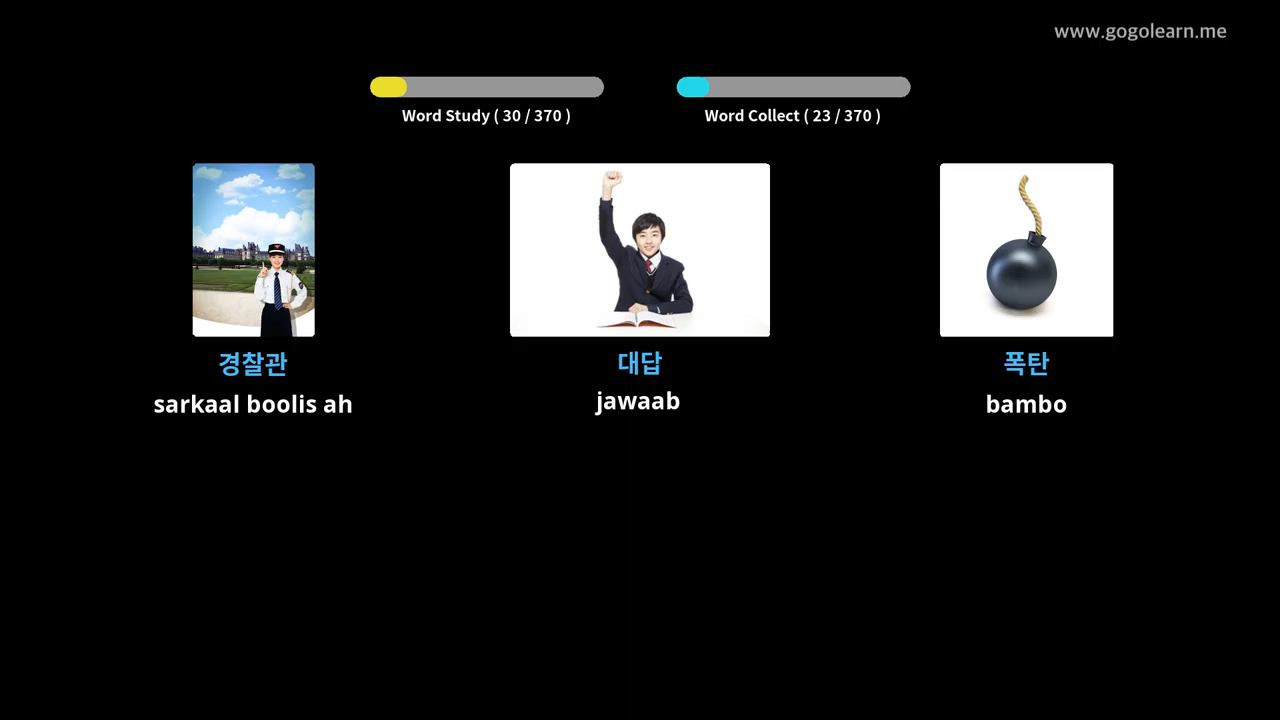 www.gogolearn.me
Word Study ( 30 / 370 )
Word Collect ( 23 / 370 )
경찰관
대답
폭탄
sarkaal boolis ah
jawaab
bambo